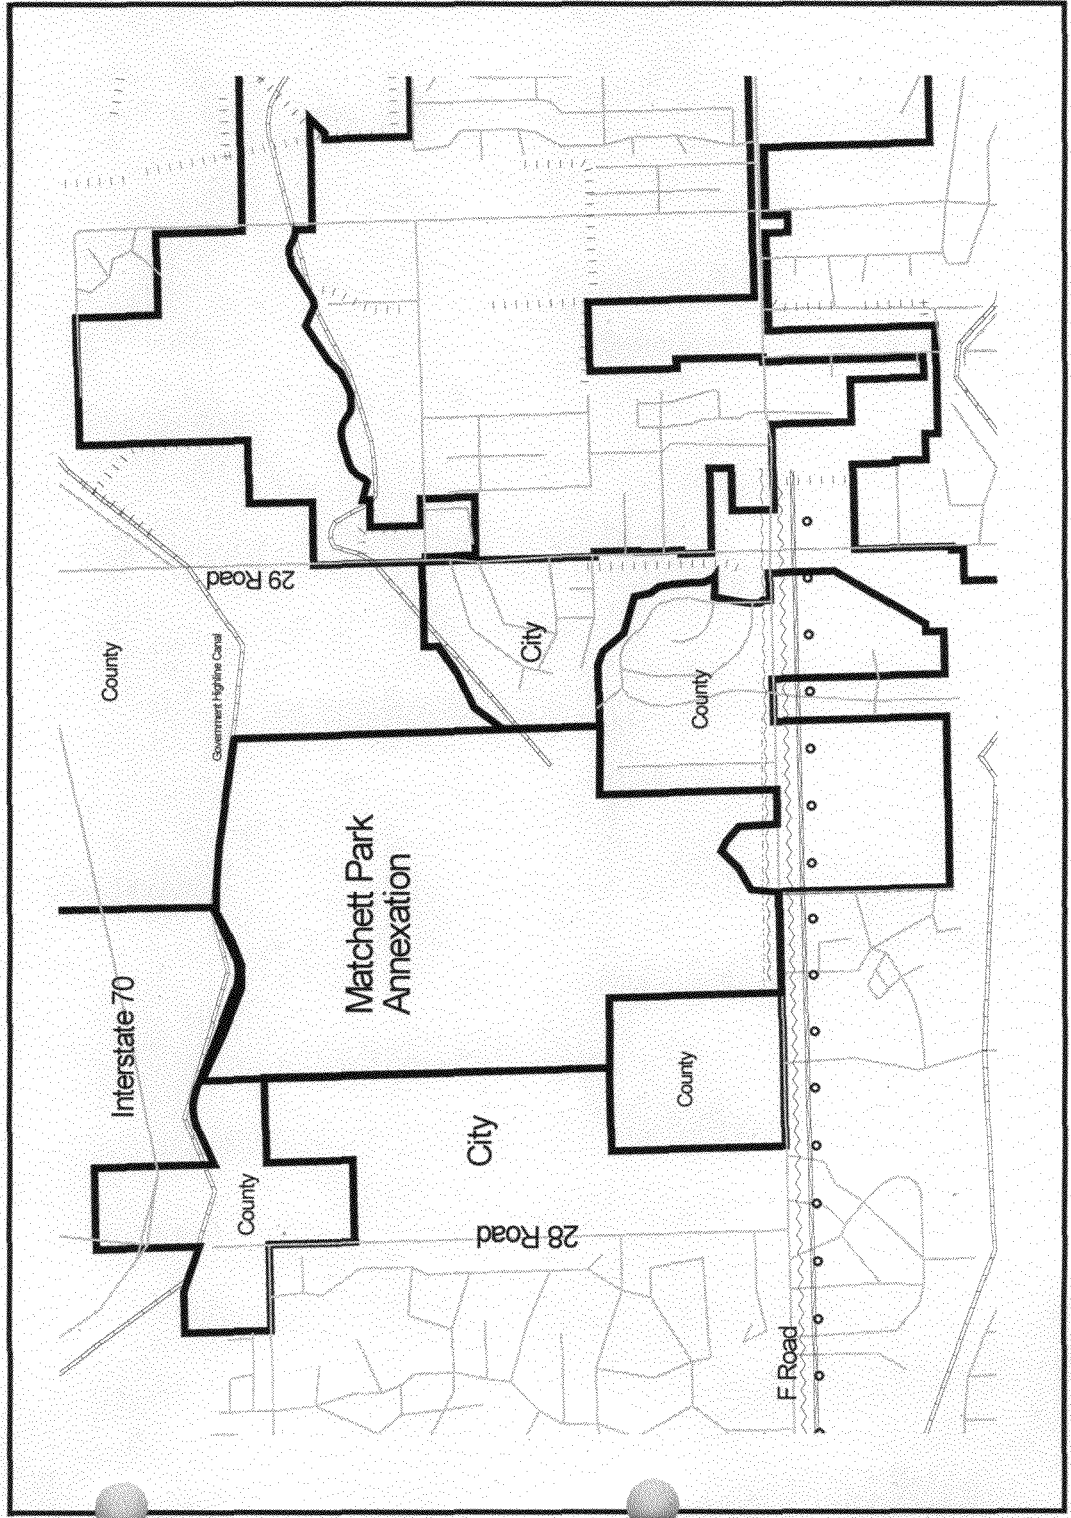 Interstate 70
County
Government Highline Canal
29 Road
County
Matchett Park
Annexation
City
28 Road
City
County
County
F Road